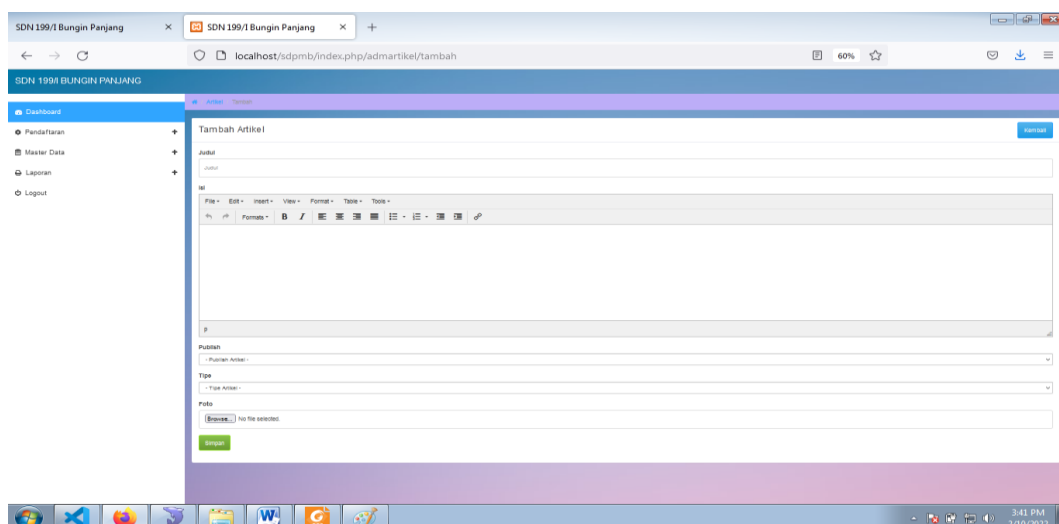 SDN 199/I Bungin Panjang
SDN 199/I Bungin Panjang
localhost/sdpmb/index.php/admartikel/tambah
60%
SDN 199/I BUNGIN PANJANG
Artikel Tambah
Dashboard
Pendaftaran
Master Data
Laporan
Logout
Tambah Artikel
Kembali
Judul
Judul
Isi
File Edit Insert View Format Table Tools
Formats B I
p
Publish
- Publish Artikel -
Tipe
- Tipe Artikel -
Foto
Browse... No file selected.
Simpan
3:41 PM